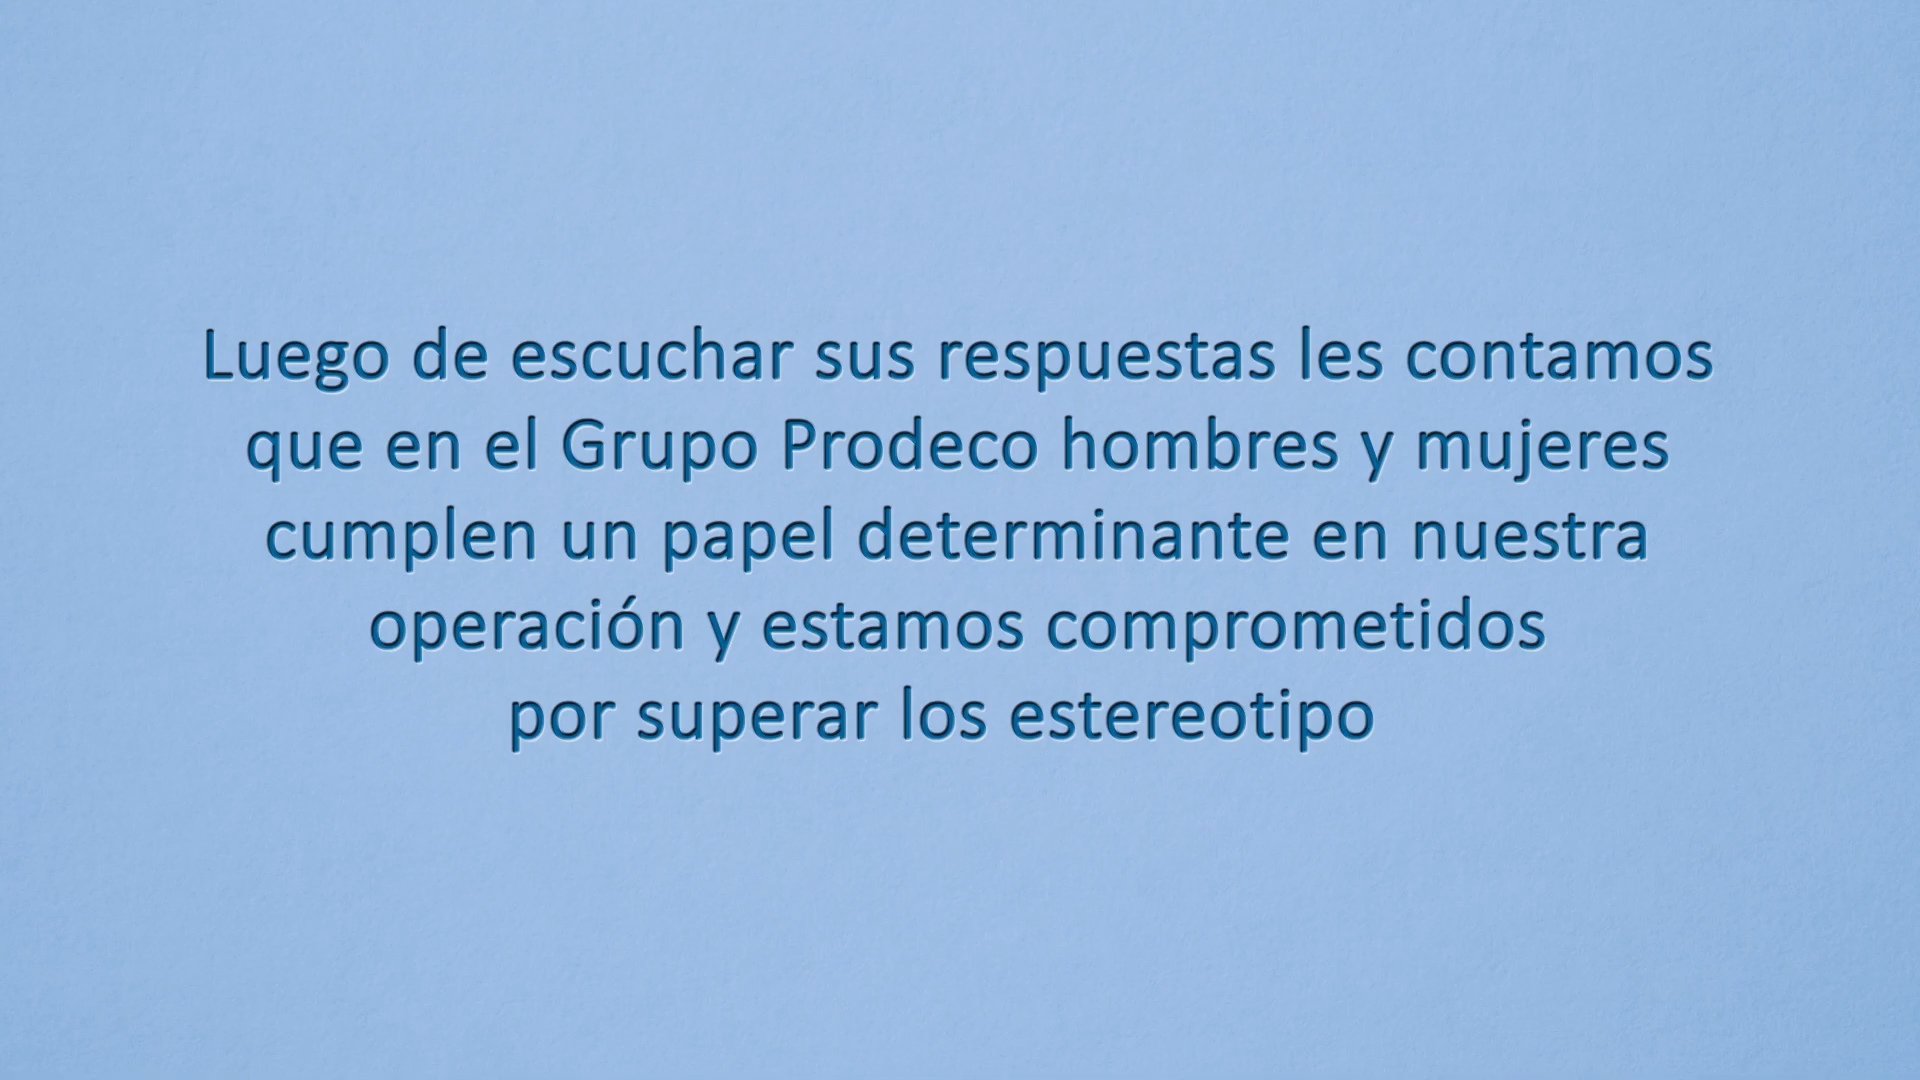 Luego de escuchar sus respuestas les contamos
que en el Grupo Prodeco hombres y mujeres
cumplen un papel determinante en nuestra
operación y estamos comprometidos
por superar los estereotipo